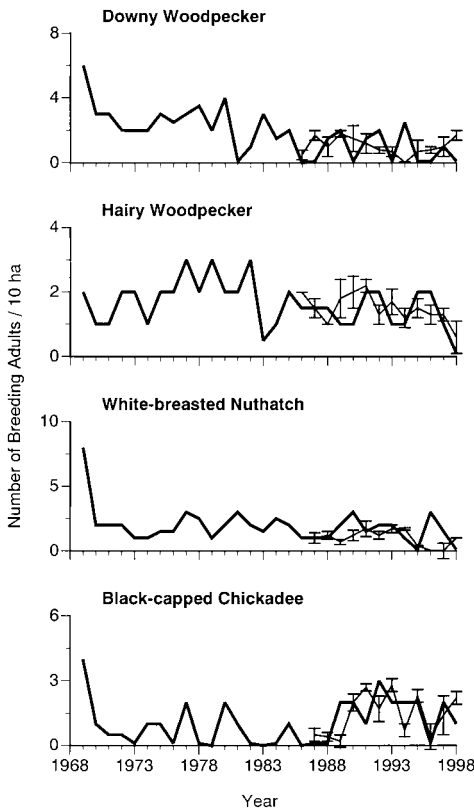 Downy Woodpecker
8
4
0
Hairy Woodpecker
4
2
0
White-breasted Nuthatch
10
5
0
Black-capped Chickadee
6
3
0
1968 1973 1978 1983 1988 1993 1998
Year
Number of Breeding Adults / 10 ha